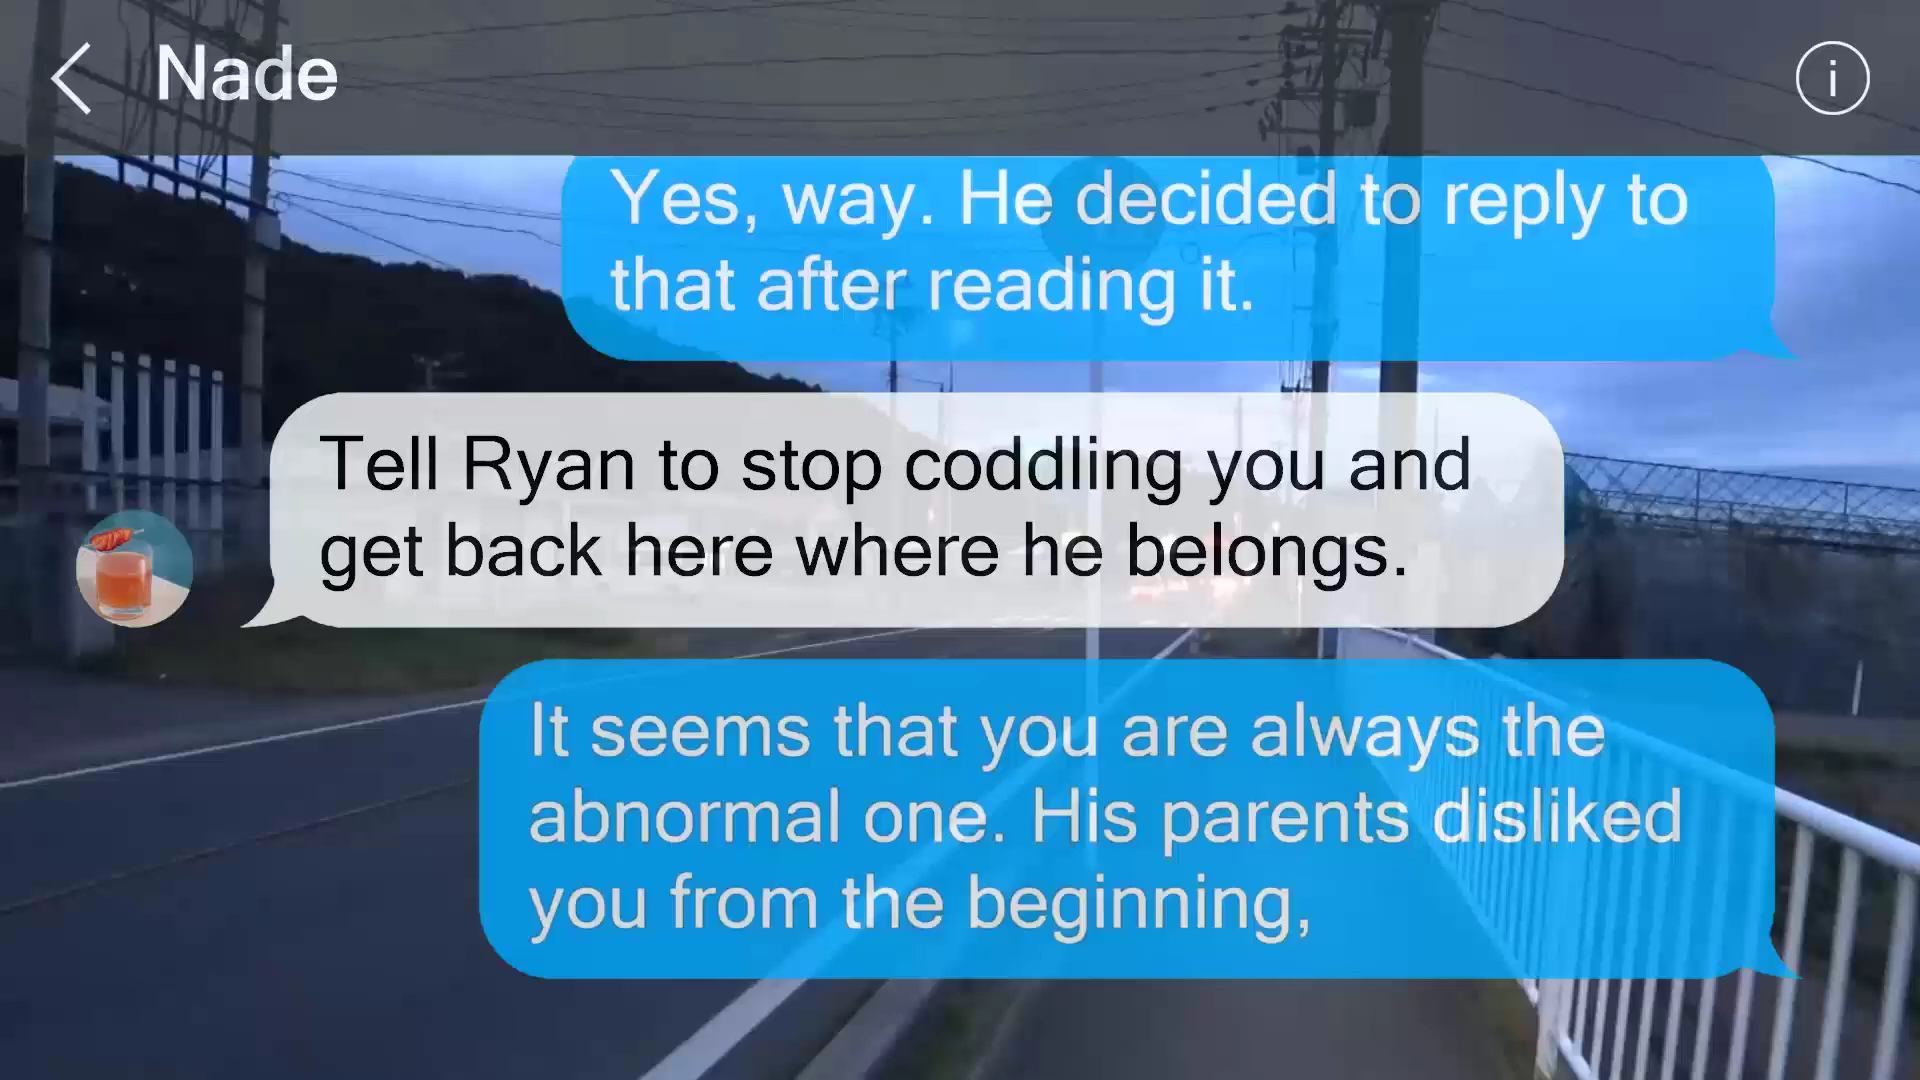 Nade
Yes, way. He decided to reply to
that after reading it.
Tell Ryan to stop coddling you and
get back here where he belongs.
It seems that you are always the
abnormal one. His parents disliked
you from the beginning,